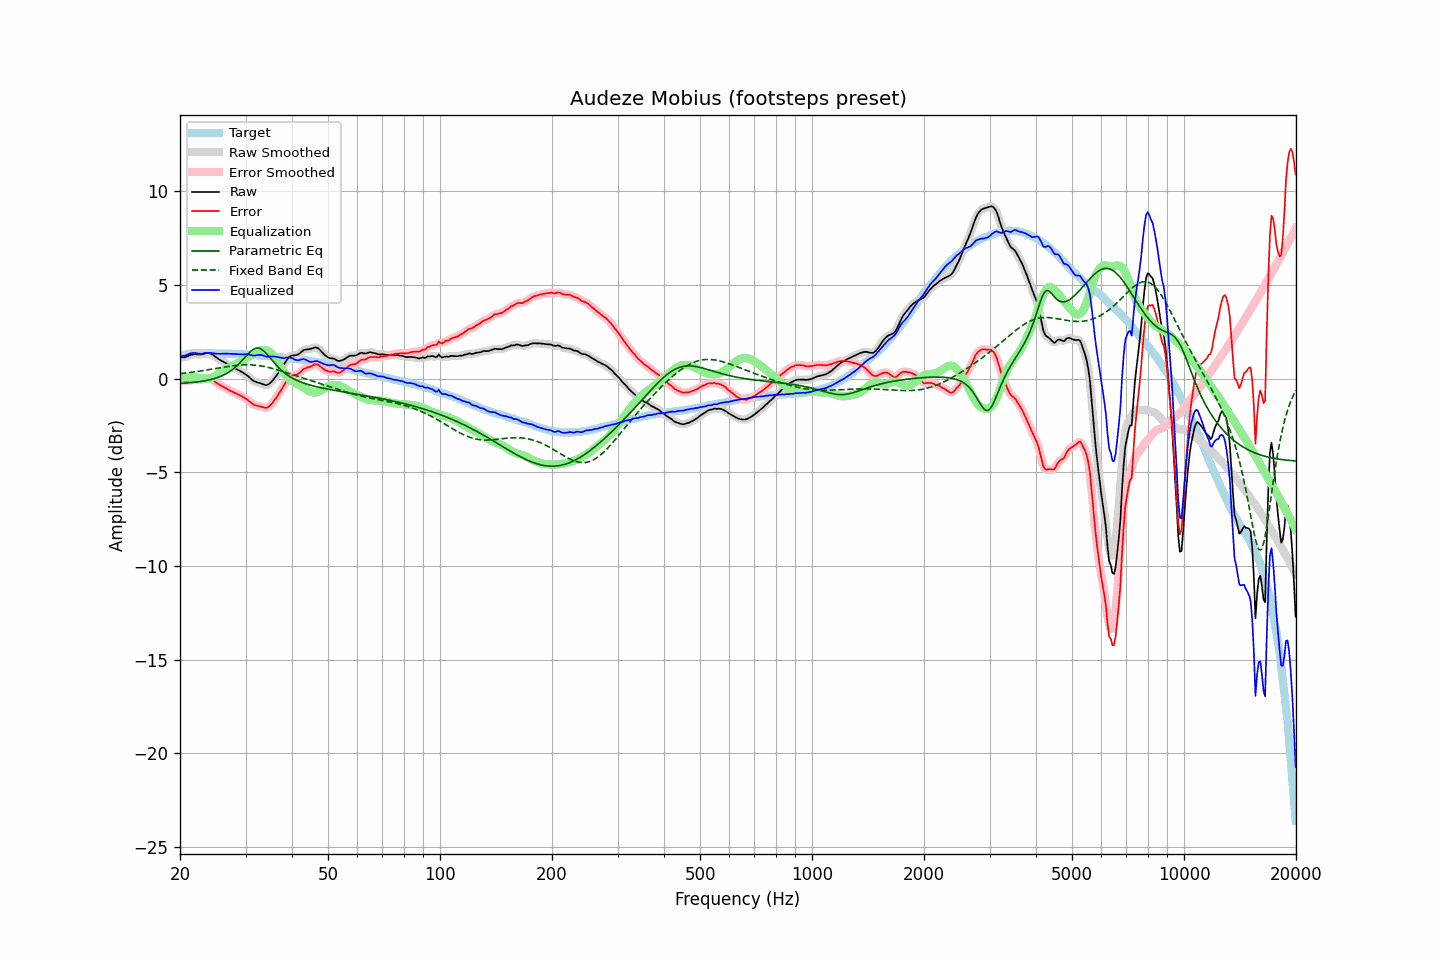 Audeze Mobius (footsteps preset)
Target
Raw Smoothed
Error Smoothed
Raw
Error
Equalization
Parametric Eq
Fixed Band Eq
Equalized
10
5
0
−5
−10
−15
−20
−25
Amplitude (dBr)
20 50 100 200 500 1000 2000 5000 10000 20000
Frequency (Hz)